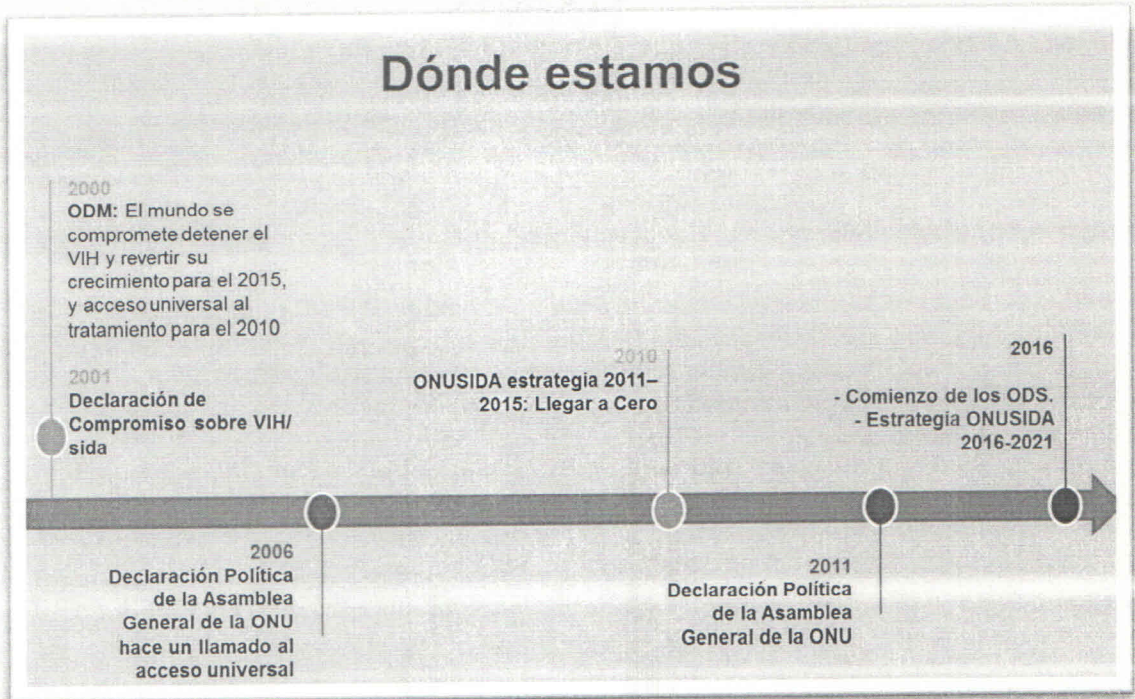 Dónde estamos
2000
ODM: El mundo se
compromete detener el
VIH y revertir su
crecimiento para el 2015,
y acceso universal al
tratamiento para el 2010
2001
Declaración de
Compromiso sobre VIH/
sida
2006
Declaración Política
de la Asamblea
General de la ONU
hace un llamado al
acceso universal
2010
ONUSIDA estrategia 2011–
2015: Llegar a Cero
2011
Declaración Política
de la Asamblea
General de la ONU
2016
- Comienzo de los ODS.
- Estrategia ONUSIDA
2016-2021